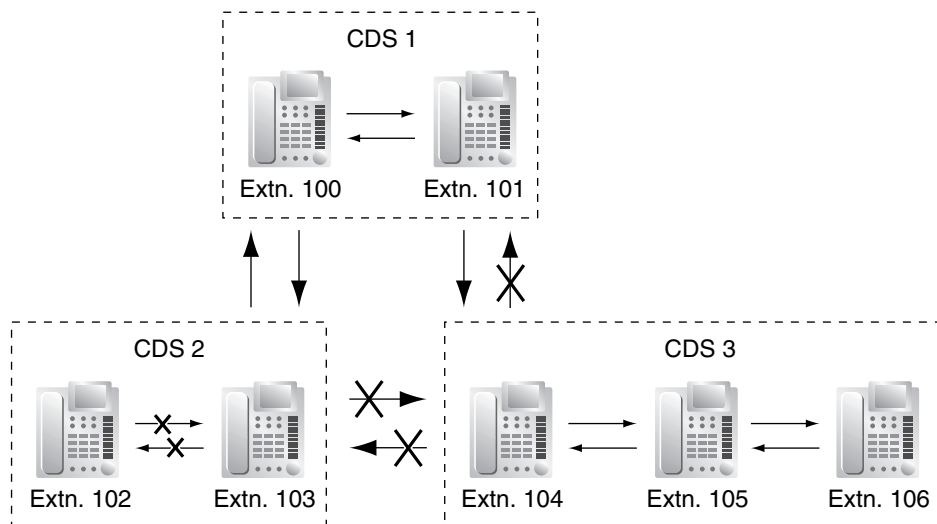 CDS 1
Extn. 100
Extn. 101
CDS 2
CDS 3
Extn. 102
Extn. 103
Extn. 104
Extn. 105
Extn. 106